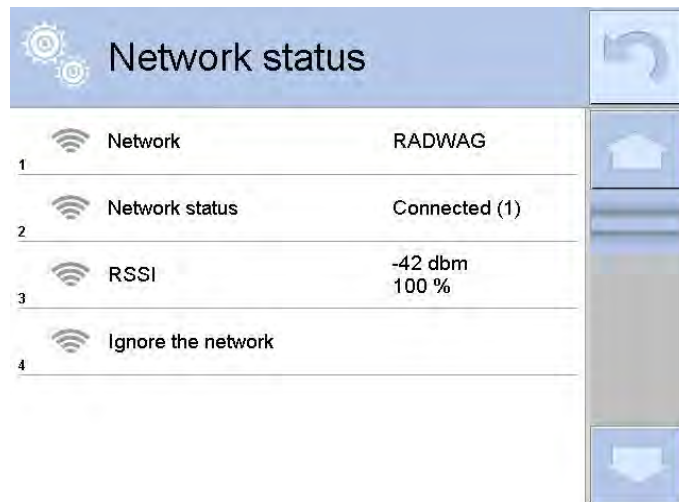 Network status
1 Network RADWAG
2 Network status Connected (1)
3 RSSI -42 dbm
100 %
4 Ignore the network